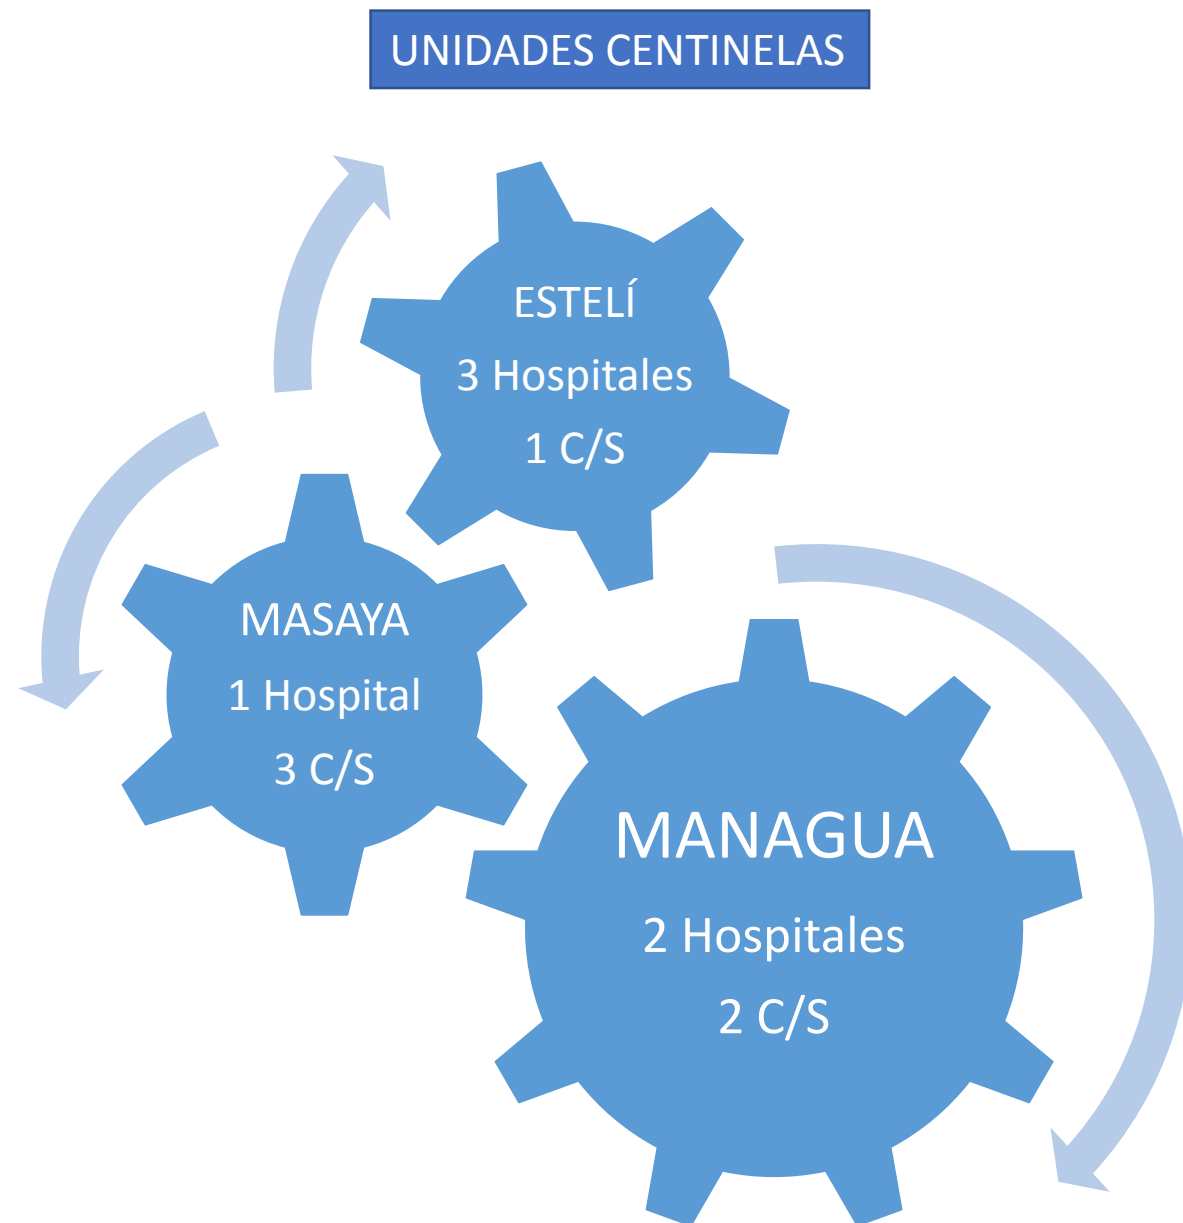 UNIDADES CENTINELAS
ESTELÍ
3 Hospitales
1 C/S
MASAYA
1 Hospital
3 C/S
MANAGUA
2 Hospitales
2 C/S